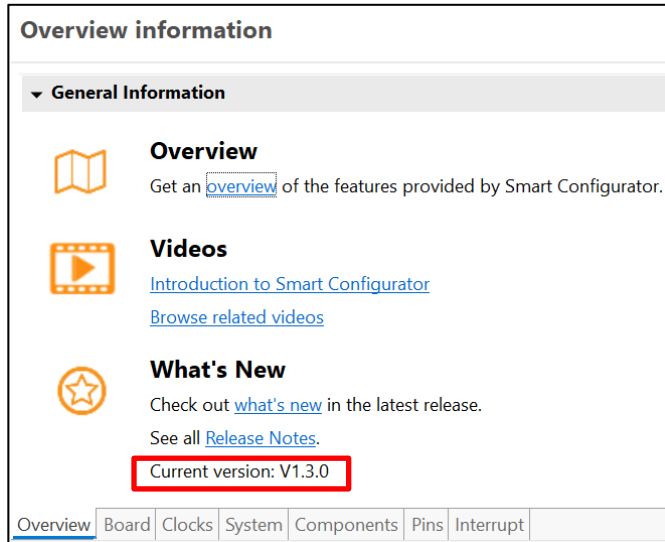 Overview information
General Information
Overview
Get an overview of the features provided by Smart Configurator.
Videos
Introduction to Smart Configurator
Browse related videos
What's New
Check out what's new in the latest release.
See all Release Notes.
Current version: V1.3.0
Overview Board Clocks System Components Pins Interrupt